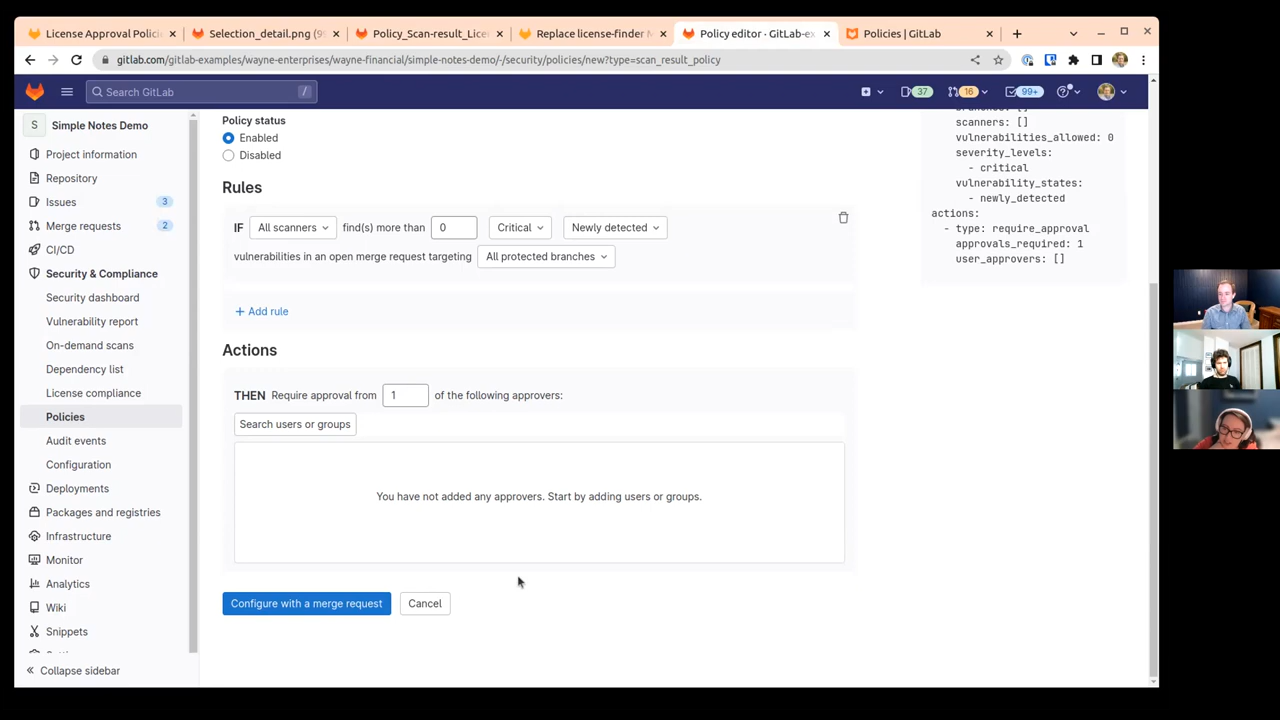 License Approval Polici
Selection_detail.png (99
Policy_Scan-result_Lice
Replace license-finder M
Policy editor · GitLab-ex
Policies | GitLab
gitlab.com/gitlab-examples/wayne-enterprises/wayne-financial/simple-notes-demo/-/security/policies/new?type=scan_result_policy
Search GitLab
/
37
16
99+
S
Simple Notes Demo
Project information
Repository
Issues
3
Merge requests
2
CI/CD
Security & Compliance
Security dashboard
Vulnerability report
On-demand scans
Dependency list
License compliance
Policies
Audit events
Configuration
Deployments
Packages and registries
Infrastructure
Monitor
Analytics
Wiki
Snippets
Collapse sidebar
Policy status
Enabled
Disabled
Rules
IF All scanners find(s) more than 0 Critical Newly detected
vulnerabilities in an open merge request targeting All protected branches
+ Add rule
Actions
THEN Require approval from 1 of the following approvers:
Search users or groups
You have not added any approvers. Start by adding users or groups.
Configure with a merge request
Cancel
branches: []
scanners: []
vulnerabilities_allowed: 0
severity_levels:
- critical
vulnerability_states:
- newly_detected
actions:
- type: require_approval
approvals_required: 1
user_approvers: []